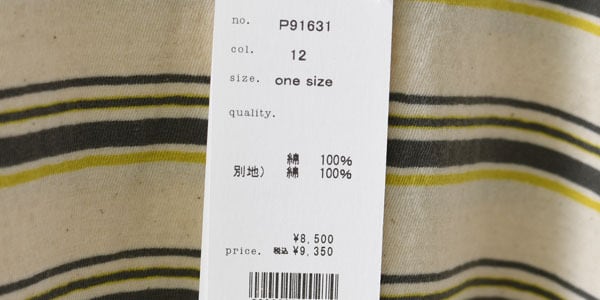 no. P91631
col. 12
size. one size
quality.
綿 100%
別地) 綿 100%
¥8,500
price. 税込 ¥9,350